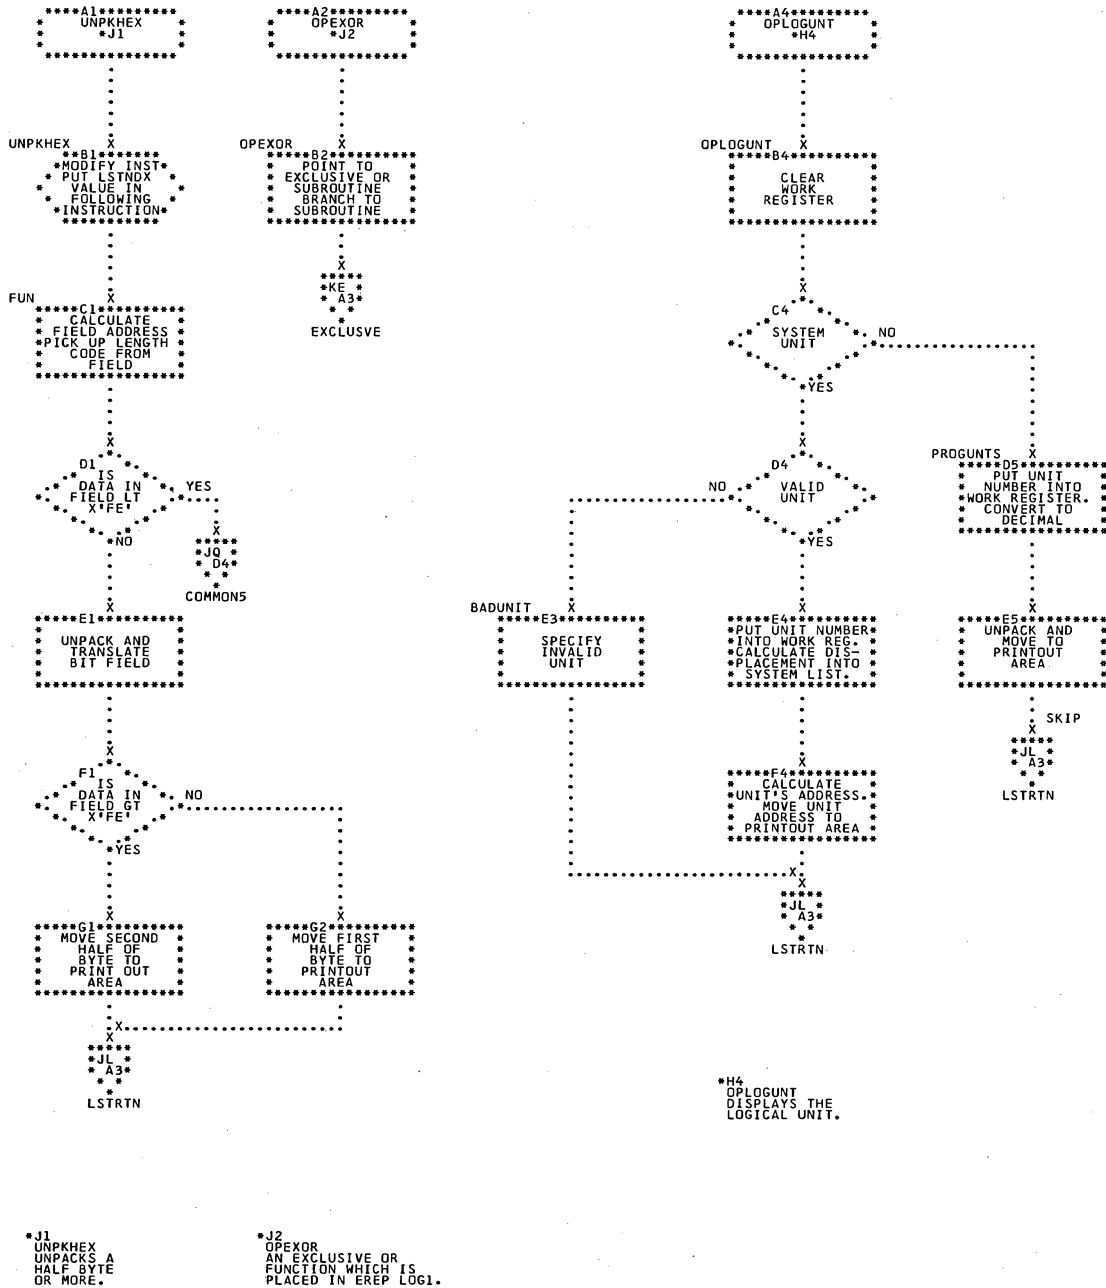 A1
UNPKHEX
*J1
A2
OPEXOR
*J2
A4
OPLOGUNT
*H4
UNPKHEX
B1
MODIFY INST
PUT LSTNDX
VALUE IN
FOLLOWING
INSTRUCTION
OPEXOR
B2
POINT TO
EXCLUSIVE OR
SUBROUTINE
BRANCH TO
SUBROUTINE
OPLOGUNT
B4
CLEAR
WORK
REGISTER
KE
A3
EXCLUSVE
FUN
C1
CALCULATE
FIELD ADDRESS
PICK UP LENGTH
CODE FROM
FIELD
C4
SYSTEM
UNIT
NO
YES
D1
IS
DATA IN
FIELD LT
X'FE'
YES
NO
JQ
D4
COMMON5
D4
VALID
UNIT
NO
YES
PROGUNTS
D5
PUT UNIT
NUMBER INTO
WORK REGISTER.
CONVERT TO
DECIMAL
E1
UNPACK AND
TRANSLATE
BIT FIELD
BADUNIT
E3
SPECIFY
INVALID
UNIT
E4
PUT UNIT NUMBER
INTO WORK REG.
CALCULATE DIS-
PLACEMENT INTO
SYSTEM LIST.
E5
UNPACK AND
MOVE TO
PRINTOUT
AREA
SKIP
JL
A3
LSTRTN
F1
IS
DATA IN
FIELD GT
X'FE'
NO
YES
F4
CALCULATE
UNIT'S ADDRESS.
MOVE UNIT
ADDRESS TO
PRINTOUT AREA
JL
A3
LSTRTN
G1
MOVE SECOND
HALF OF
BYTE TO
PRINT OUT
AREA
G2
MOVE FIRST
HALF OF
BYTE TO
PRINTOUT
AREA
JL
A3
LSTRTN
*H4
OPLOGUNT
DISPLAYS THE
LOGICAL UNIT.
*J1
UNPKHEX
UNPACKS A
HALF BYTE
OR MORE.
*J2
OPEXOR
AN EXCLUSIVE OR
FUNCTION WHICH IS
PLACED IN EREP LOG1.